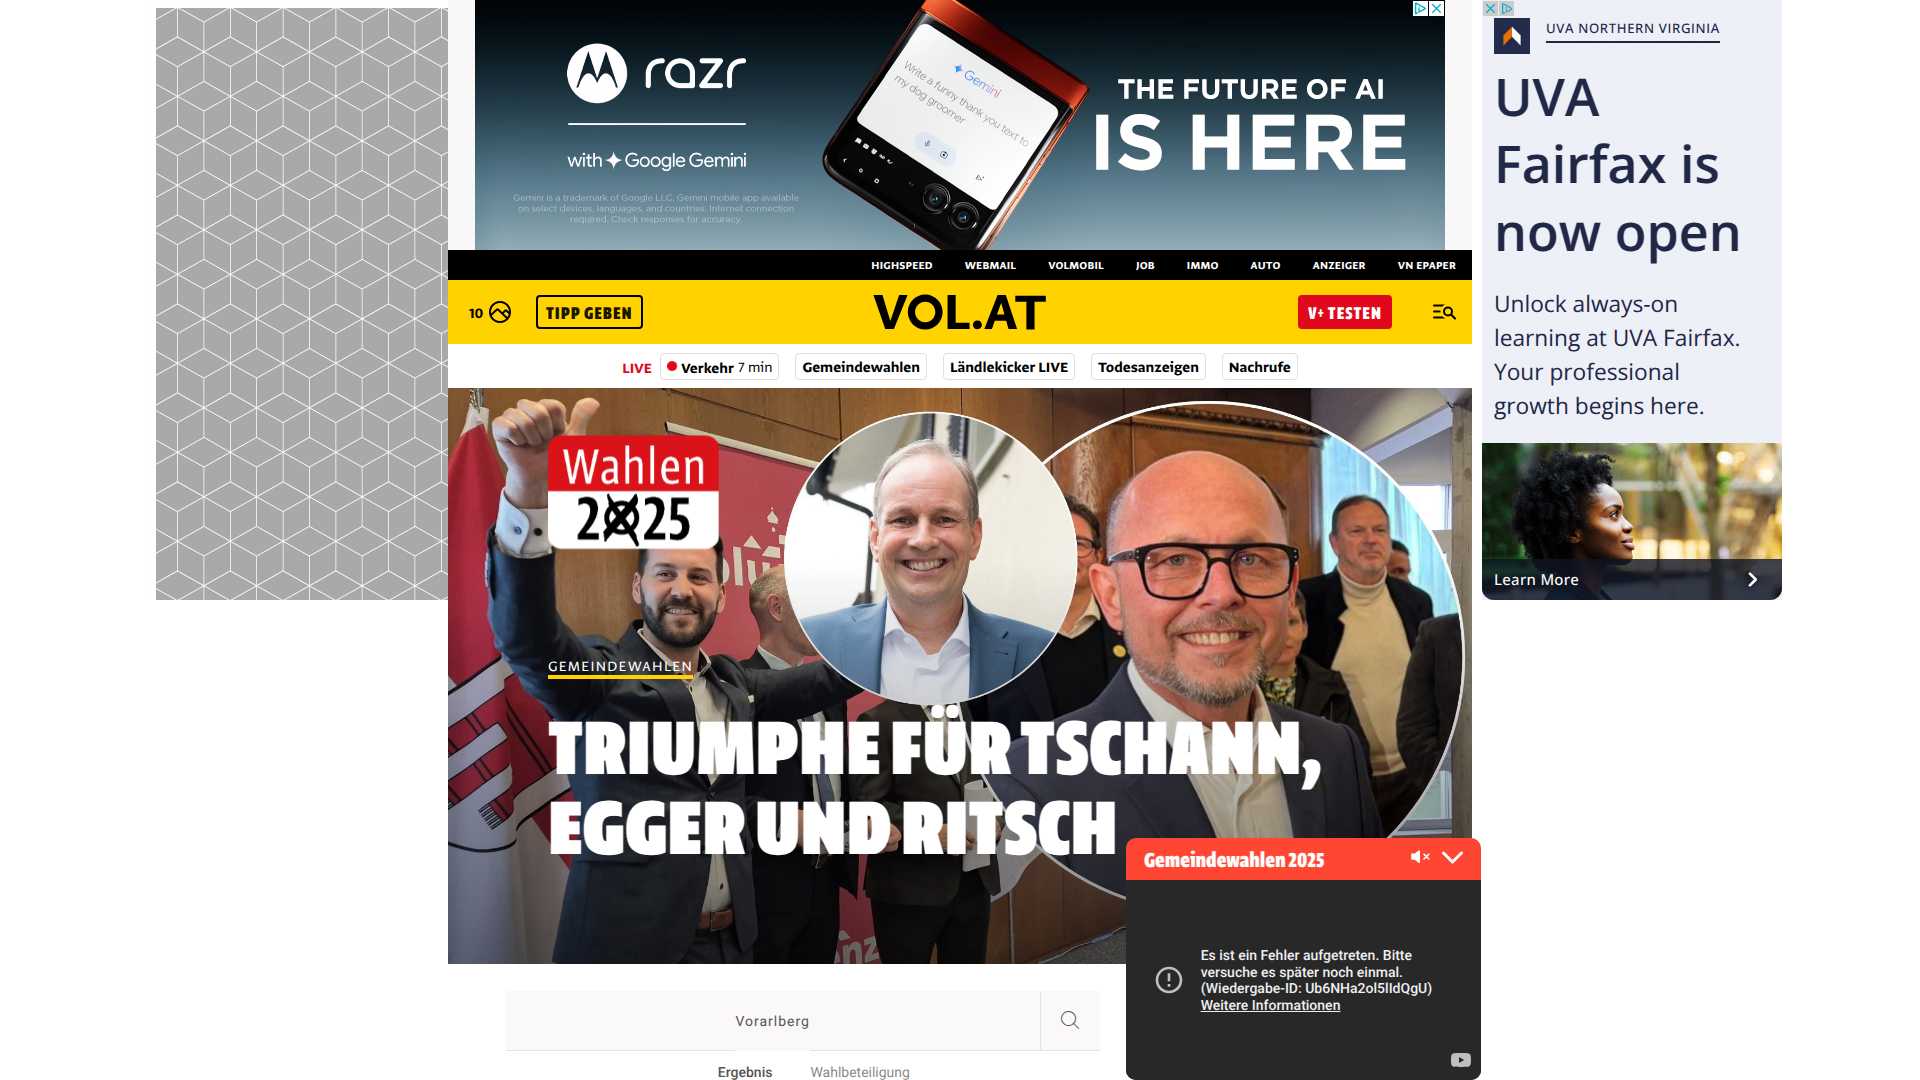 razr
with Google Gemini
Gemini is a trademark of Google LLC. Gemini mobile app available
on select devices, languages, and countries. Internet connection
required. Check responses for accuracy.
Gemini
Write a funny thank you text to
my dog groomer
THE FUTURE OF AI
IS HERE
UVA NORTHERN VIRGINIA
UVA
Fairfax is
now open
Unlock always-on
learning at UVA Fairfax.
Your professional
growth begins here.
Learn More
HIGHSPEED WEBMAIL VOLMOBIL JOB IMMO AUTO ANZEIGER VN EPAPER
10 TIPP GEBEN VOL.AT V+ TESTEN
LIVE Verkehr 7 min Gemeindewahlen Ländlekicker LIVE Todesanzeigen Nachrufe
Wahlen
2025
GEMEINDEWAHLEN
TRIUMPHE FÜR TSCHANN,
EGGER UND RITSCH
Gemeindewahlen 2025
Es ist ein Fehler aufgetreten. Bitte
versuche es später noch einmal.
(Wiedergabe-ID: Ub6NHa2ol5lIdQgU)
Weitere Informationen
Vorarlberg
Ergebnis Wahlbeteiligung